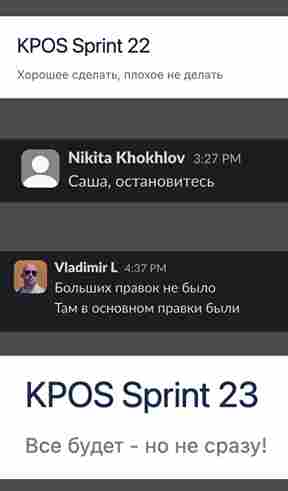 KPOS Sprint 22
Хорошее сделать, плохое не делать
Nikita Khokhlov 3:27 PM
Саша, остановитесь
Vladimir L 4:37 PM
Больших правок не было
Там в основном правки были
KPOS Sprint 23
Все будет - но не сразу!